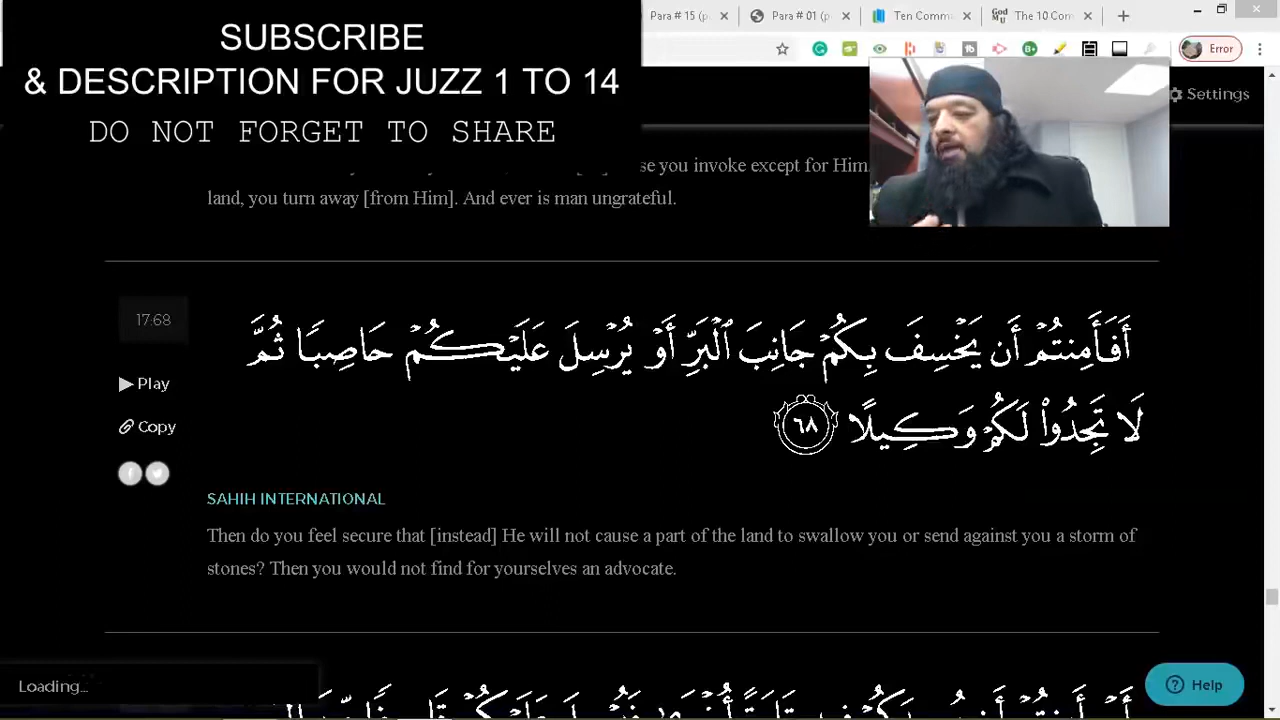 SUBSCRIBE
& DESCRIPTION FOR JUZZ 1 TO 14
DO NOT FORGET TO SHARE
Para # 15 (p
Para # 01 (p
Ten Comm
The 10 Com
Error
Settings
you invoke except for Him.
land, you turn away [from Him]. And ever is man ungrateful.
17:68
أَفَأَمِنتُمْ أَن يَخْسِفَ بِكُمْ جَانِبَ ٱلْبَرِّ أَوْ يُرْسِلَ عَلَيْكُمْ حَاصِبًا ثُمَّ
لَا تَجِدُوا۟ لَكُمْ وَكِيلًا ٦٨
Play
Copy
SAHIH INTERNATIONAL
Then do you feel secure that [instead] He will not cause a part of the land to swallow you or send against you a storm of
stones? Then you would not find for yourselves an advocate.
Loading...
Help